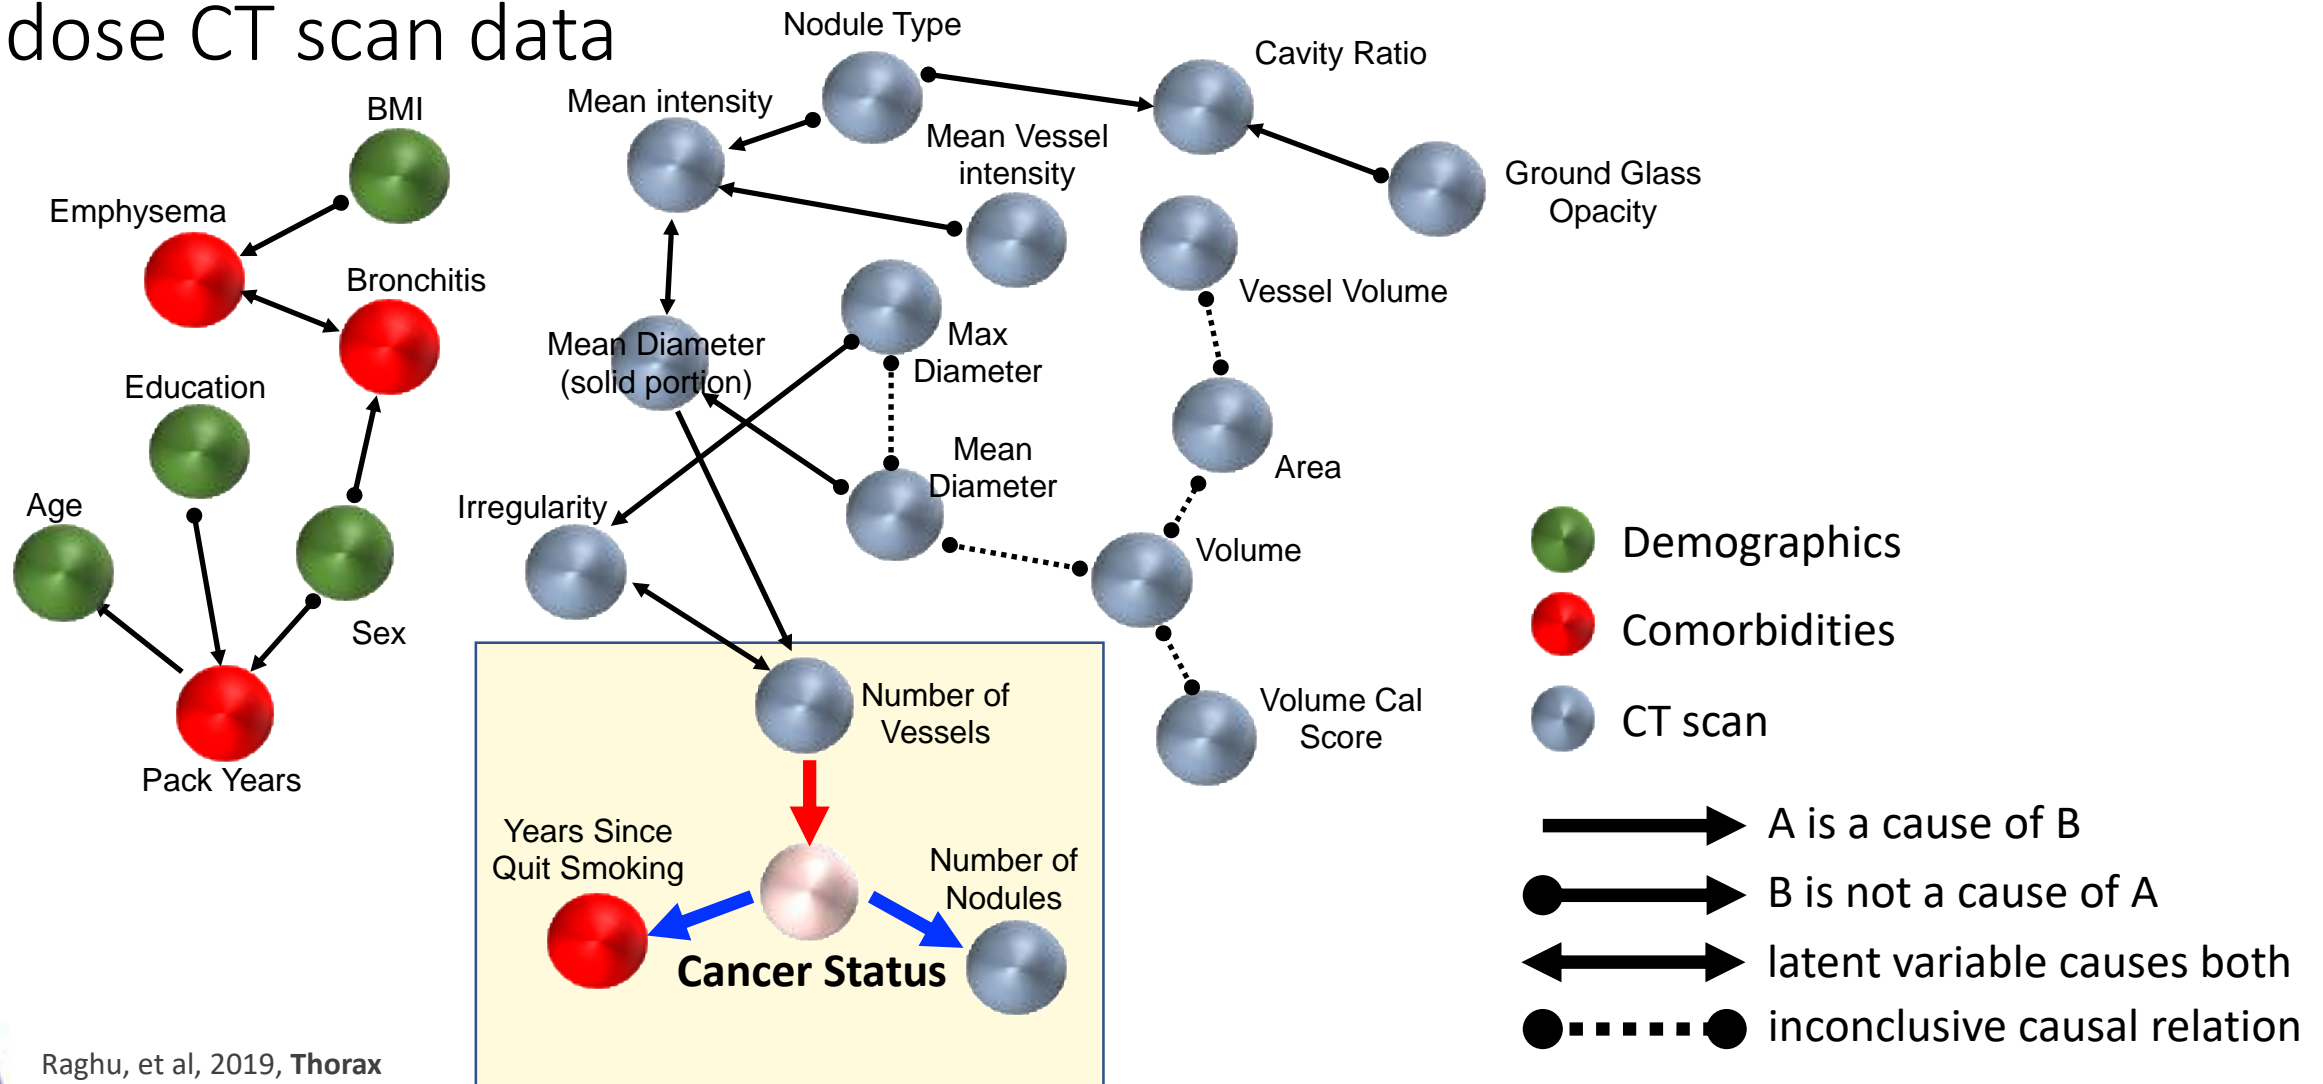 dose CT scan data
Nodule Type
Cavity Ratio
Mean intensity
BMI
Mean Vessel
intensity
Ground Glass
Opacity
Emphysema
Bronchitis
Vessel Volume
Mean Diameter
(solid portion)
Max
Diameter
Education
Mean
Diameter
Area
Age
Irregularity
Volume
Sex
Number of
Vessels
Volume Cal
Score
Pack Years
Years Since
Quit Smoking
Number of
Nodules
Cancer Status
Demographics
Comorbidities
CT scan
A is a cause of B
B is not a cause of A
latent variable causes both
inconclusive causal relation
Raghu, et al, 2019, Thorax